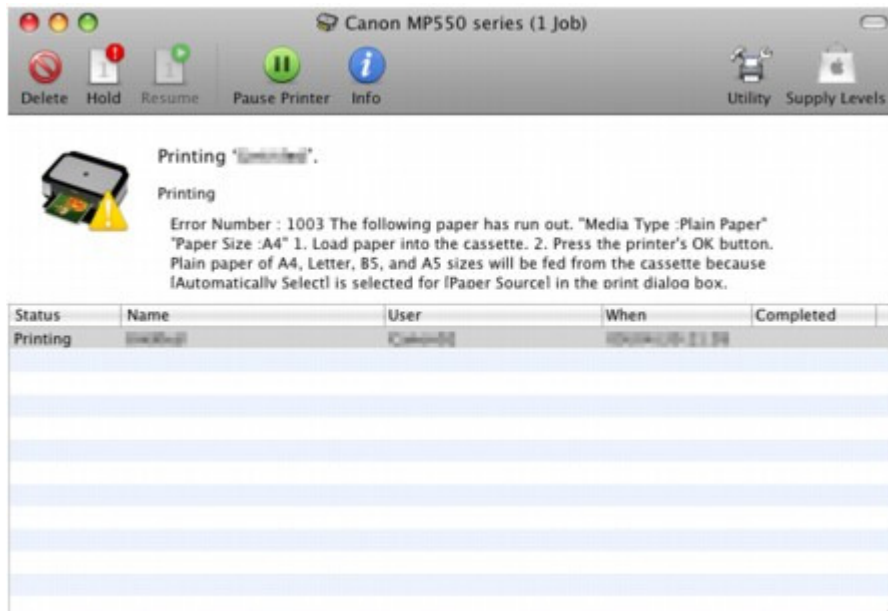 Canon MP550 series (1 Job)
Delete Hold Resume Pause Printer Info Utility Supply Levels
Printing "
Printing
Error Number : 1003 The following paper has run out. "Media Type :Plain Paper"
"Paper Size :A4" 1. Load paper into the cassette. 2. Press the printer's OK button.
Plain paper of A4, Letter, B5, and A5 sizes will be fed from the cassette because
[Automatically Select] is selected for [Paper Source] in the print dialog box.
Status Name User When Completed
Printing